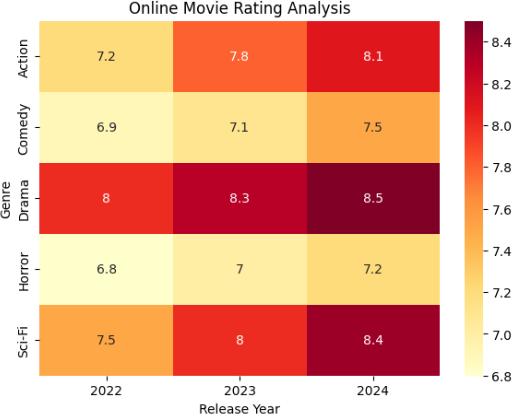 Online Movie Rating Analysis
Genre
Action 7.2 7.8 8.1
Comedy 6.9 7.1 7.5
Drama 8 8.3 8.5
Horror 6.8 7 7.2
Sci-Fi 7.5 8 8.4
2022 2023 2024
Release Year
8.4
8.2
8.0
7.8
7.6
7.4
7.2
7.0
6.8